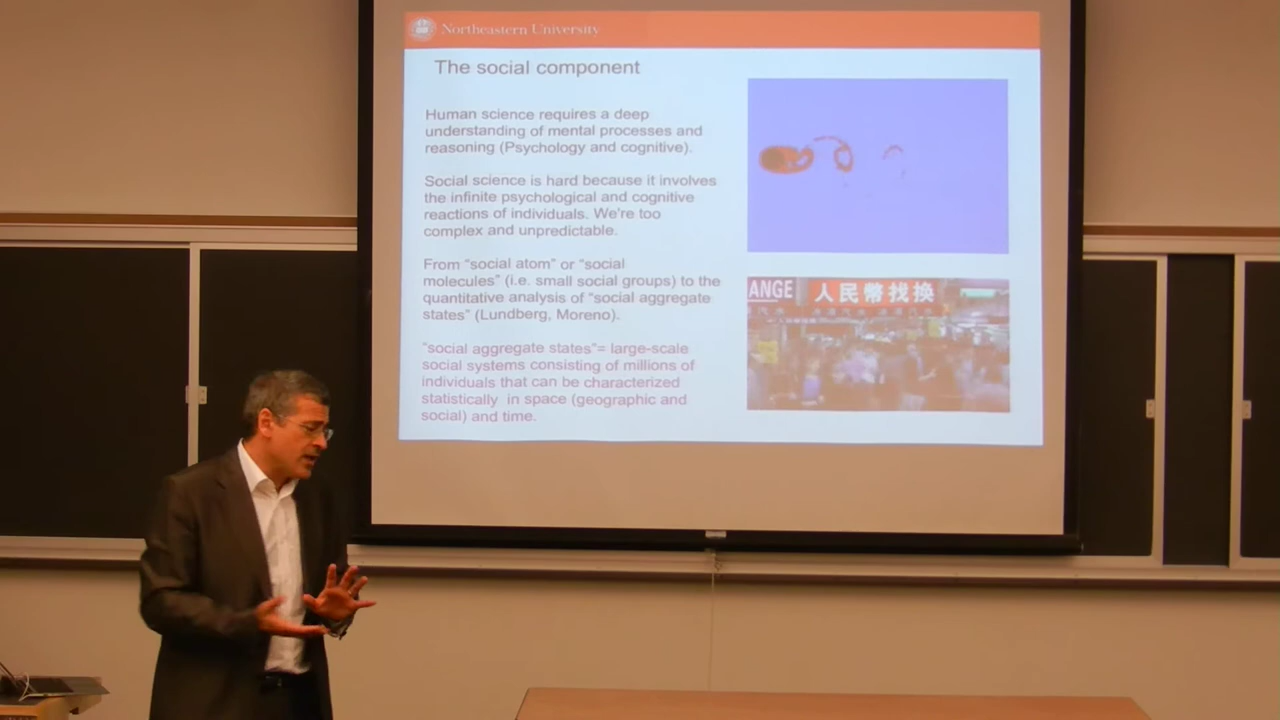 Northeastern University
The social component
Human science requires a deep
understanding of mental processes and
reasoning (Psychology and cognitive).
Social science is hard because it involves
the infinite psychological and cognitive
reactions of individuals. We're too
complex and unpredictable.
From “social atom” or “social
molecules” (i.e. small social groups) to the
quantitative analysis of “social aggregate
states” (Lundberg, Moreno).
“social aggregate states”= large-scale
social systems consisting of millions of
individuals that can be characterized
statistically in space (geographic and
social) and time.
ANGE 人民幣找換